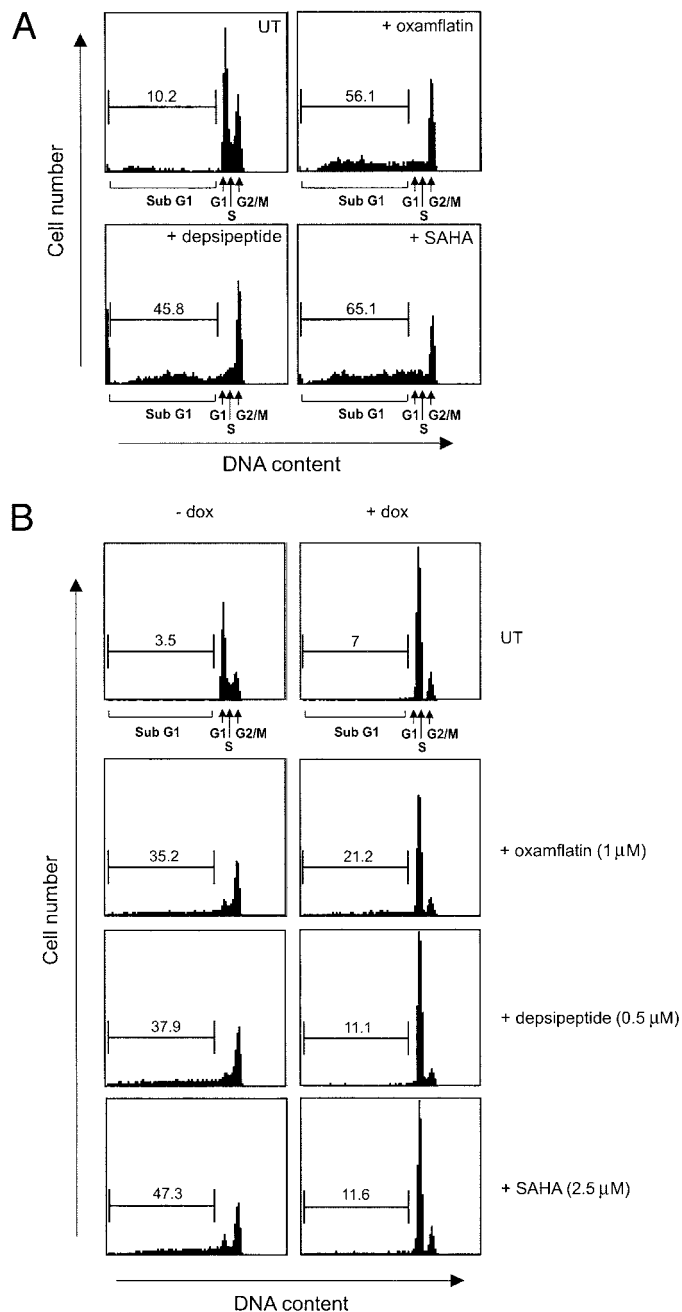 A
Cell number
UT
10.2
Sub G1 G1 G2/M
S
+ oxamflatin
56.1
Sub G1 G1 G2/M
S
+ depsipeptide
45.8
Sub G1 G1 G2/M
S
+ SAHA
65.1
Sub G1 G1 G2/M
S
DNA content
B
- dox + dox
Cell number
3.5 7 UT
Sub G1 G1 G2/M Sub G1 G1 G2/M
S S
35.2 21.2 + oxamflatin (1 μM)
37.9 11.1 + depsipeptide (0.5 μM)
47.3 11.6 + SAHA (2.5 μM)
DNA content